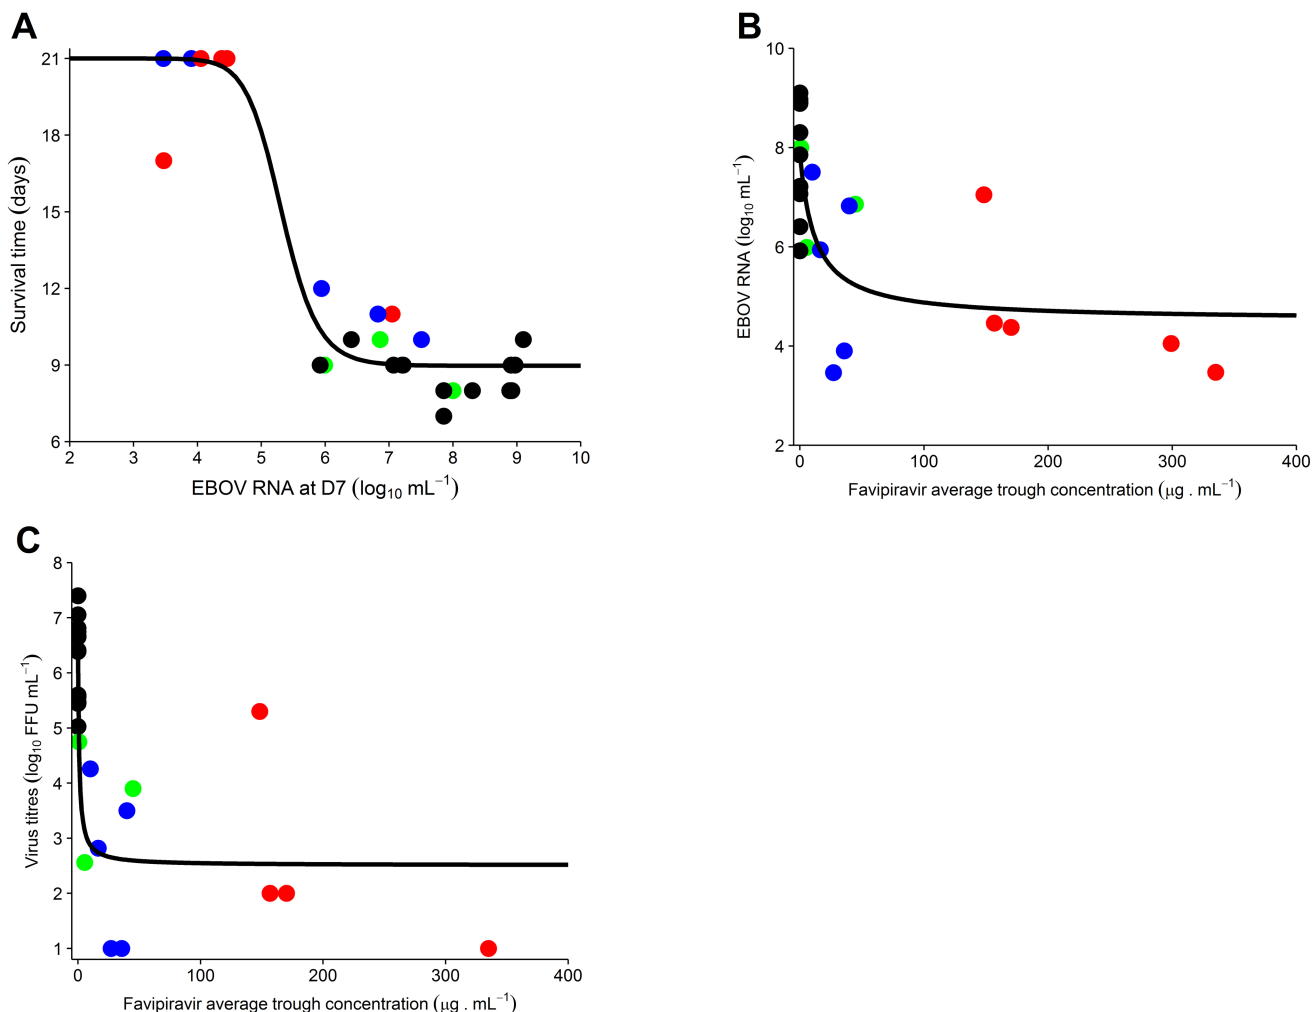 A
21
18
15
12
9
6
2 3 4 5 6 7 8 9 10
Survival time (days)
EBOV RNA at D7 (log10 mL−1)
B
10
8
6
4
2
0 100 200 300 400
EBOV RNA (log10 mL−1)
Favipiravir average trough concentration (μg . mL−1)
C
8
7
6
5
4
3
2
1
0 100 200 300 400
Virus titres (log10 FFU mL−1)
Favipiravir average trough concentration (μg . mL−1)